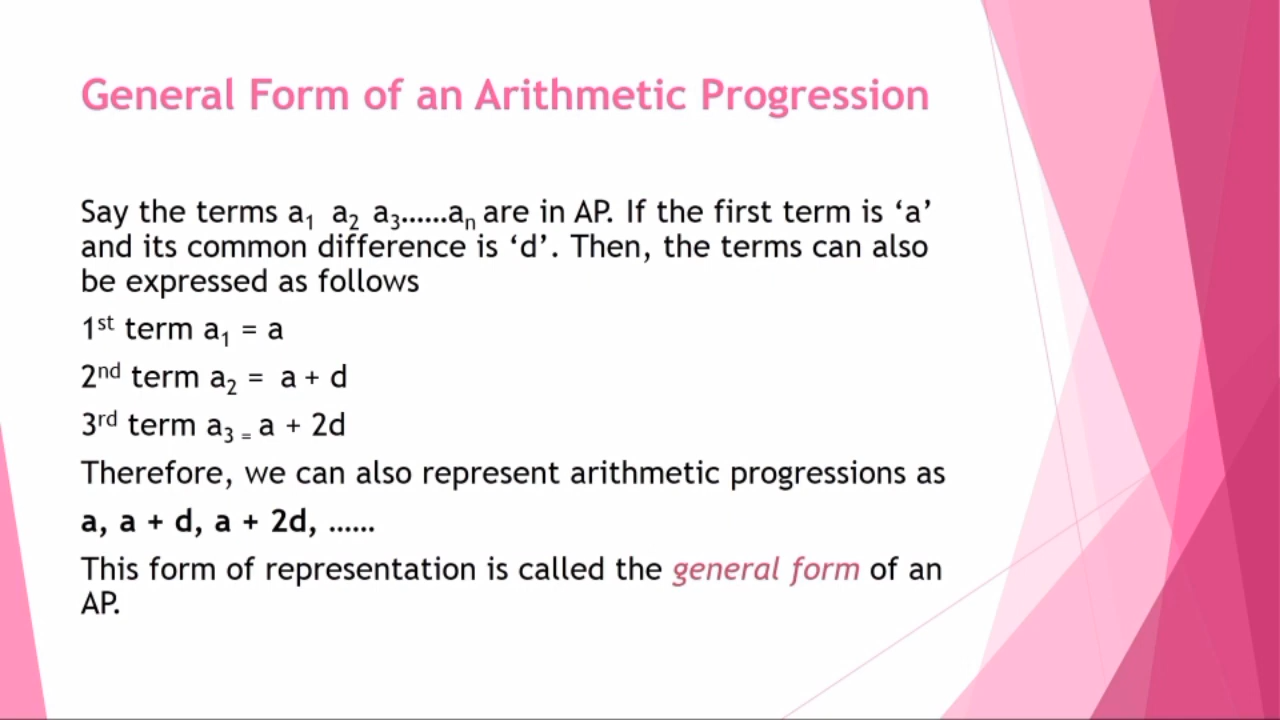 General Form of an Arithmetic Progression
Say the terms a₁ a₂ a₃......aₙ are in AP. If the first term is ‘a’
and its common difference is ‘d’. Then, the terms can also
be expressed as follows
1ˢᵗ term a₁ = a
2ⁿᵈ term a₂ = a + d
3ʳᵈ term a₃ ₌ a + 2d
Therefore, we can also represent arithmetic progressions as
a, a + d, a + 2d, ......
This form of representation is called the general form of an
AP.